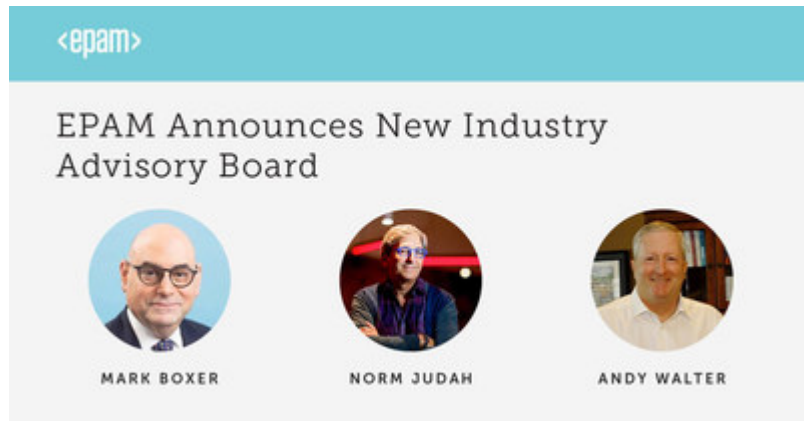 <epam>
EPAM Announces New Industry
Advisory Board
MARK BOXER
NORM JUDAH
ANDY WALTER